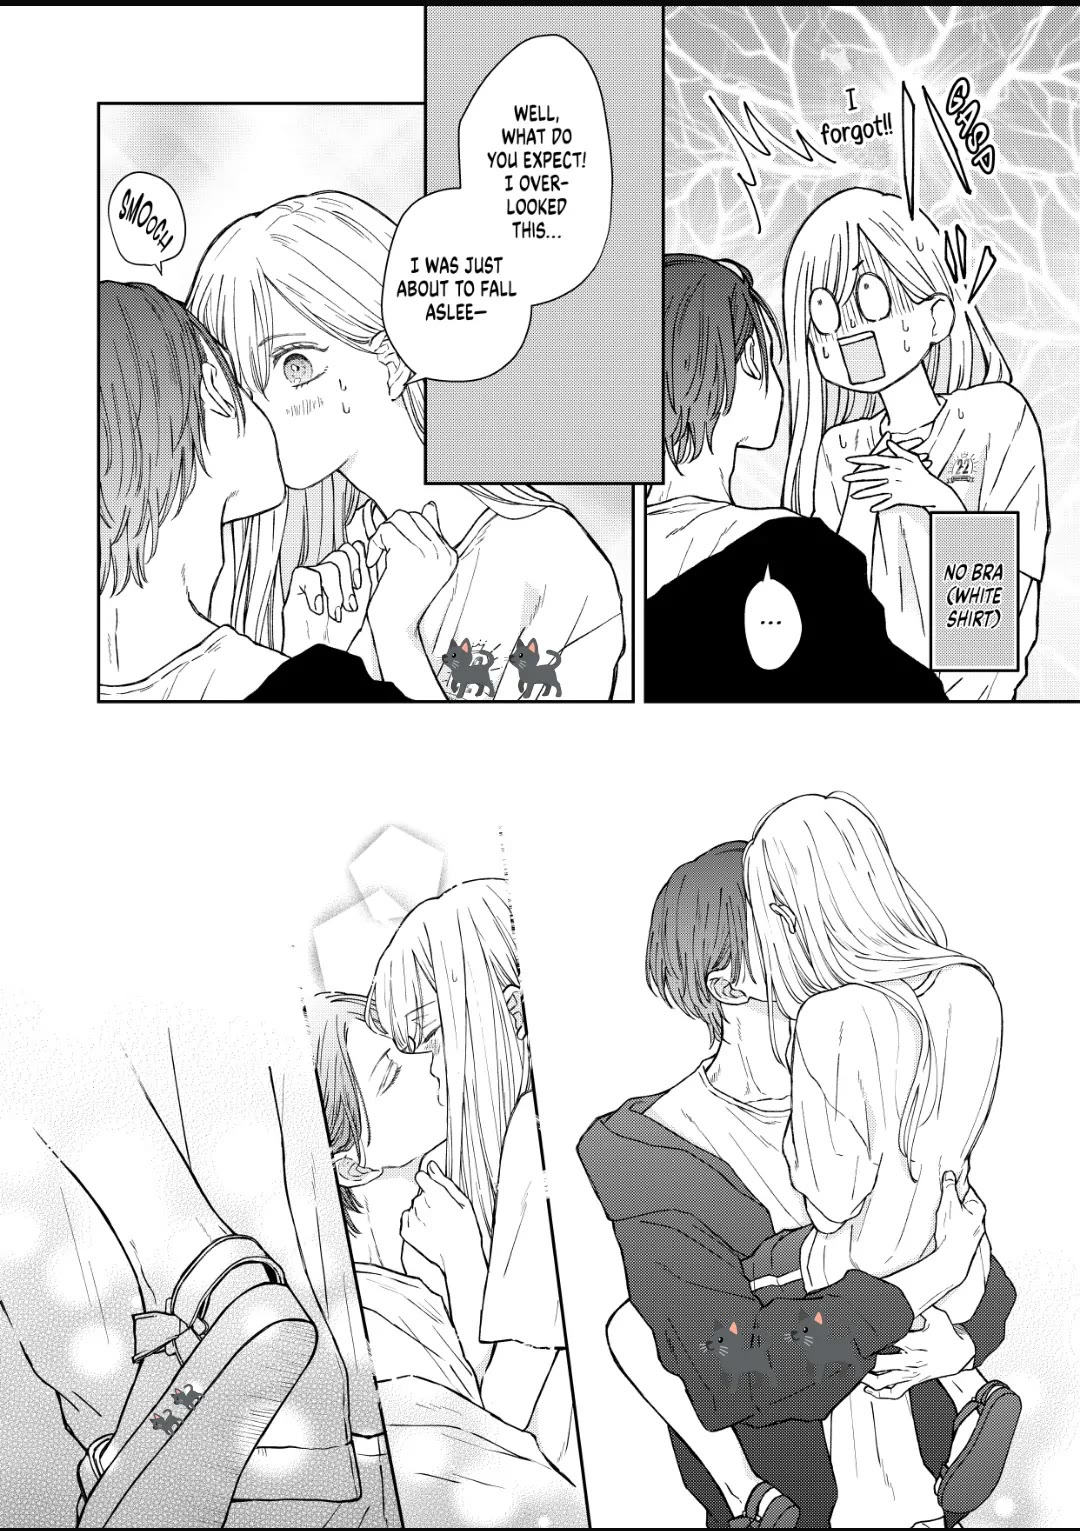 GASP
I
forgot!!
22
NO BRA
(WHITE
SHIRT)
...
WELL,
WHAT DO
YOU EXPECT!
I OVER-
LOOKED
THIS...
I WAS JUST
ABOUT TO FALL
ASLEE—
SMOOCH